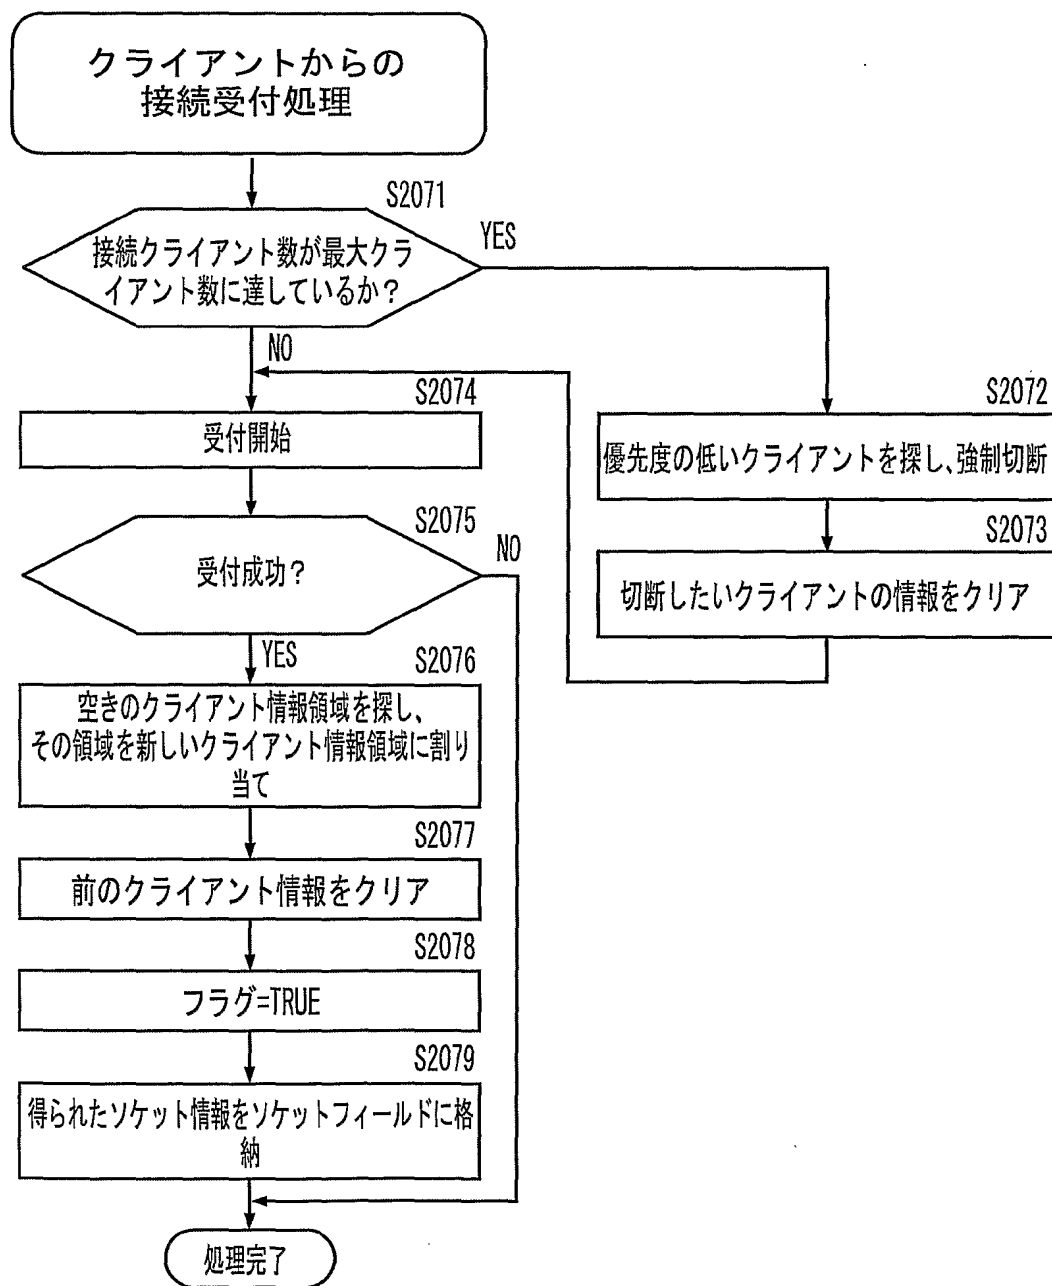 クライアントからの
接続受付処理
S2071
接続クライアント数が最大クラ
イアント数に達しているか？
YES
NO
S2072
優先度の低いクライアントを探し、強制切断
S2073
切断したいクライアントの情報をクリア
S2074
受付開始
S2075
受付成功？
NO
YES
S2076
空きのクライアント情報領域を探し、
その領域を新しいクライアント情報領域に割り
当て
S2077
前のクライアント情報をクリア
S2078
フラグ=TRUE
S2079
得られたソケット情報をソケットフィールドに格
納
処理完了